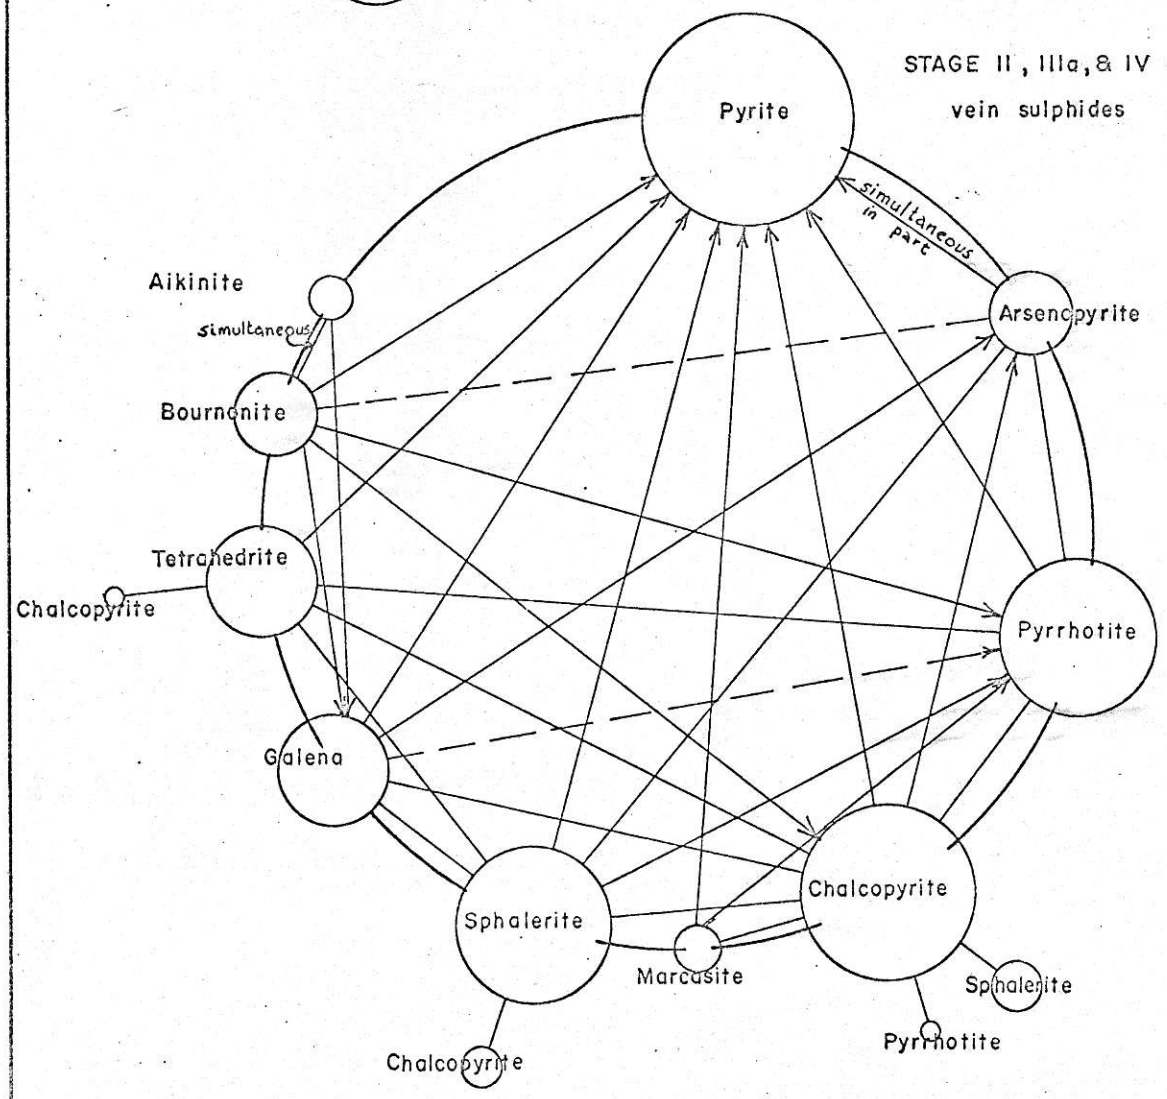 STAGE II, IIIa, & IV
vein sulphides
Pyrite
simultaneous
in part
Aikinite
simultaneous
Arsenopyrite
Bournonite
Tetrahedrite
Chalcopyrite
Pyrrhotite
Galena
Chalcopyrite
Sphalerite
Marcasite
Sphalerite
Pyrrhotite
Chalcopyrite